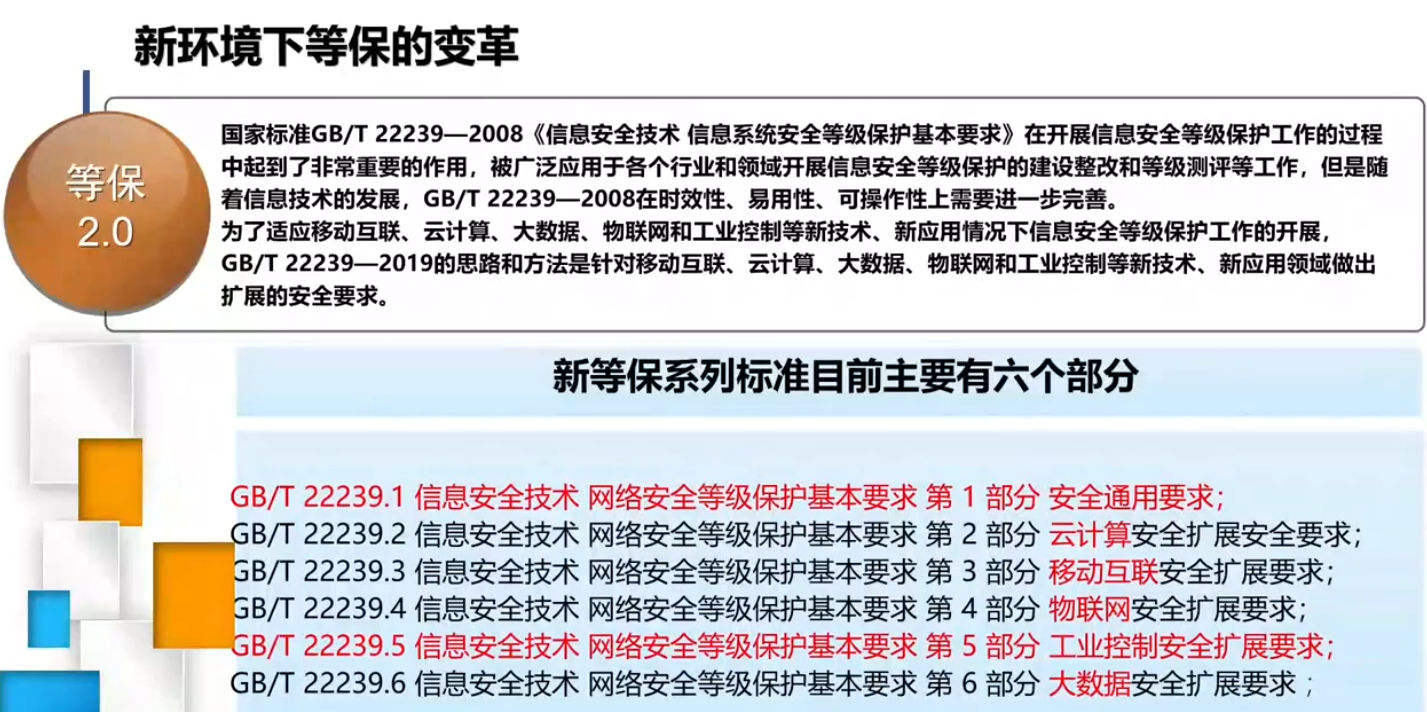 新环境下等保的变革
等保
2.0
国家标准GB/T 22239—2008《信息安全技术 信息系统安全等级保护基本要求》在开展信息安全等级保护工作的过程
中起到了非常重要的作用，被广泛应用于各个行业和领域开展信息安全等级保护的建设整改和等级测评等工作，但是随
着信息技术的发展，GB/T 22239—2008在时效性、易用性、可操作性上需要进一步完善。
为了适应移动互联、云计算、大数据、物联网和工业控制等新技术、新应用情况下信息安全等级保护工作的开展，
GB/T 22239—2019的思路和方法是针对移动互联、云计算、大数据、物联网和工业控制等新技术、新应用领域做出
扩展的安全要求。
新等保系列标准目前主要有六个部分
GB/T 22239.1 信息安全技术 网络安全等级保护基本要求 第 1 部分 安全通用要求；
GB/T 22239.2 信息安全技术 网络安全等级保护基本要求 第 2 部分 云计算安全扩展安全要求；
GB/T 22239.3 信息安全技术 网络安全等级保护基本要求 第 3 部分 移动互联安全扩展要求；
GB/T 22239.4 信息安全技术 网络安全等级保护基本要求 第 4 部分 物联网安全扩展要求；
GB/T 22239.5 信息安全技术 网络安全等级保护基本要求 第 5 部分 工业控制安全扩展要求；
GB/T 22239.6 信息安全技术 网络安全等级保护基本要求 第 6 部分 大数据安全扩展要求；